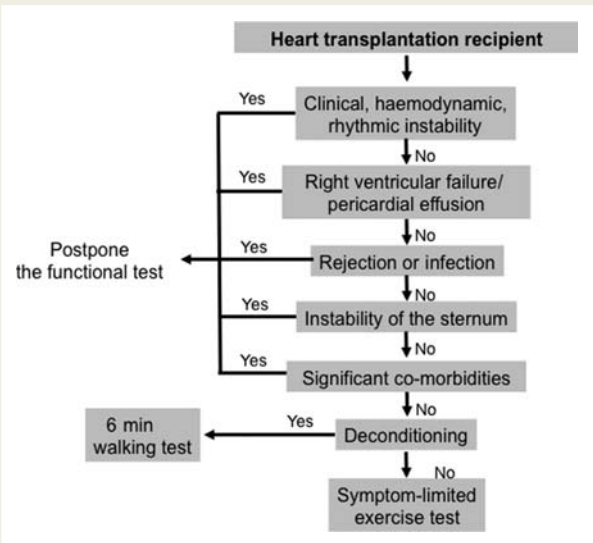 Heart transplantation recipient
Yes
Clinical, haemodynamic,
rhythmic instability
No
Yes
Right ventricular failure/
pericardial effusion
No
Postpone
the functional test
Yes
Rejection or infection
No
Yes
Instability of the sternum
No
Yes
Significant co-morbidities
No
6 min
walking test
Yes
Deconditioning
No
Symptom-limited
exercise test